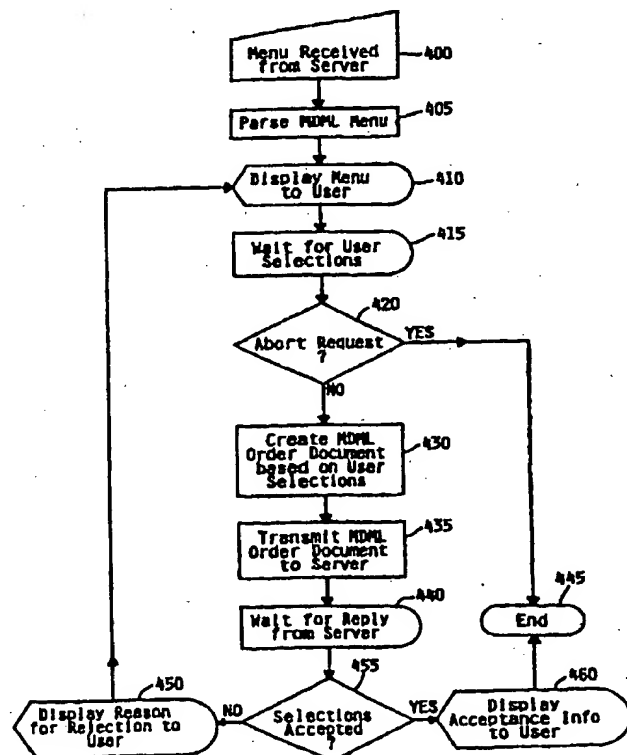 Menu Received
from Server
400
Parse MDML Menu
405
Display Menu
to User
410
Wait for User
Selections
415
Abort Request
?
420
YES
NO
Create MDML
Order Document
based on User
Selections
430
Transmit MDML
Order Document
to Server
435
Wait for Reply
from Server
440
End
445
Display Reason
for Rejection to
User
450
NO
Selections
Accepted
?
455
YES
Display
Acceptance Info
to User
460